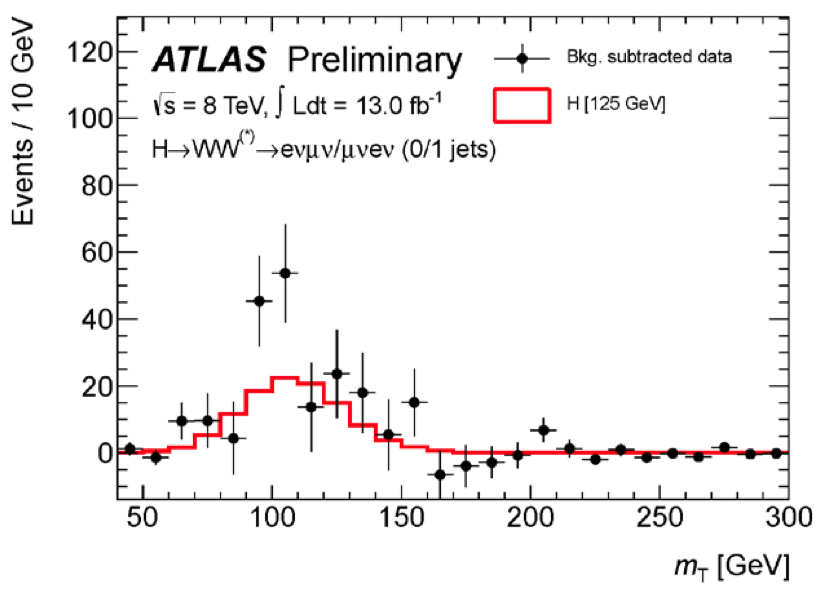 Events / 10 GeV
120
100
80
60
40
20
0
ATLAS Preliminary
√s = 8 TeV, ∫ Ldt = 13.0 fb⁻¹
H→WW⁽*⁾→eνμν/μνeν (0/1 jets)
Bkg. subtracted data
H [125 GeV]
50 100 150 200 250 300
m_T [GeV]